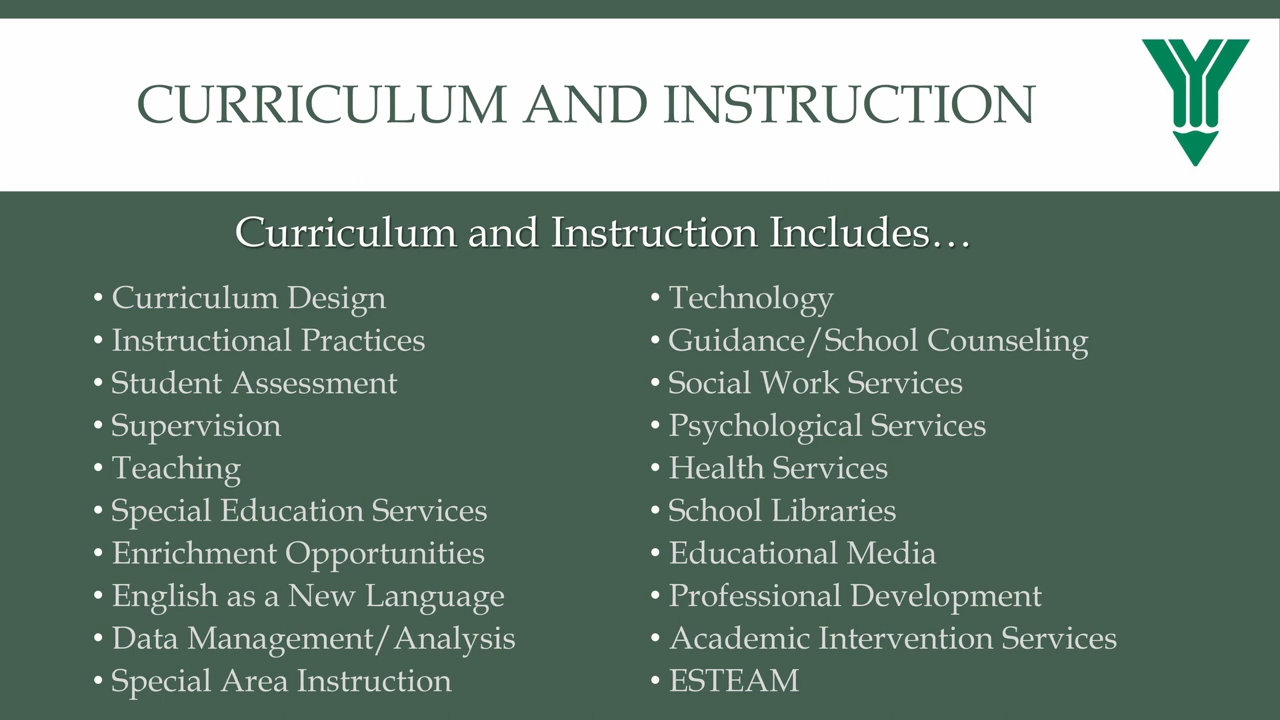 CURRICULUM AND INSTRUCTION
Curriculum and Instruction Includes…
• Curriculum Design
• Instructional Practices
• Student Assessment
• Supervision
• Teaching
• Special Education Services
• Enrichment Opportunities
• English as a New Language
• Data Management/Analysis
• Special Area Instruction
• Technology
• Guidance/School Counseling
• Social Work Services
• Psychological Services
• Health Services
• School Libraries
• Educational Media
• Professional Development
• Academic Intervention Services
• ESTEAM